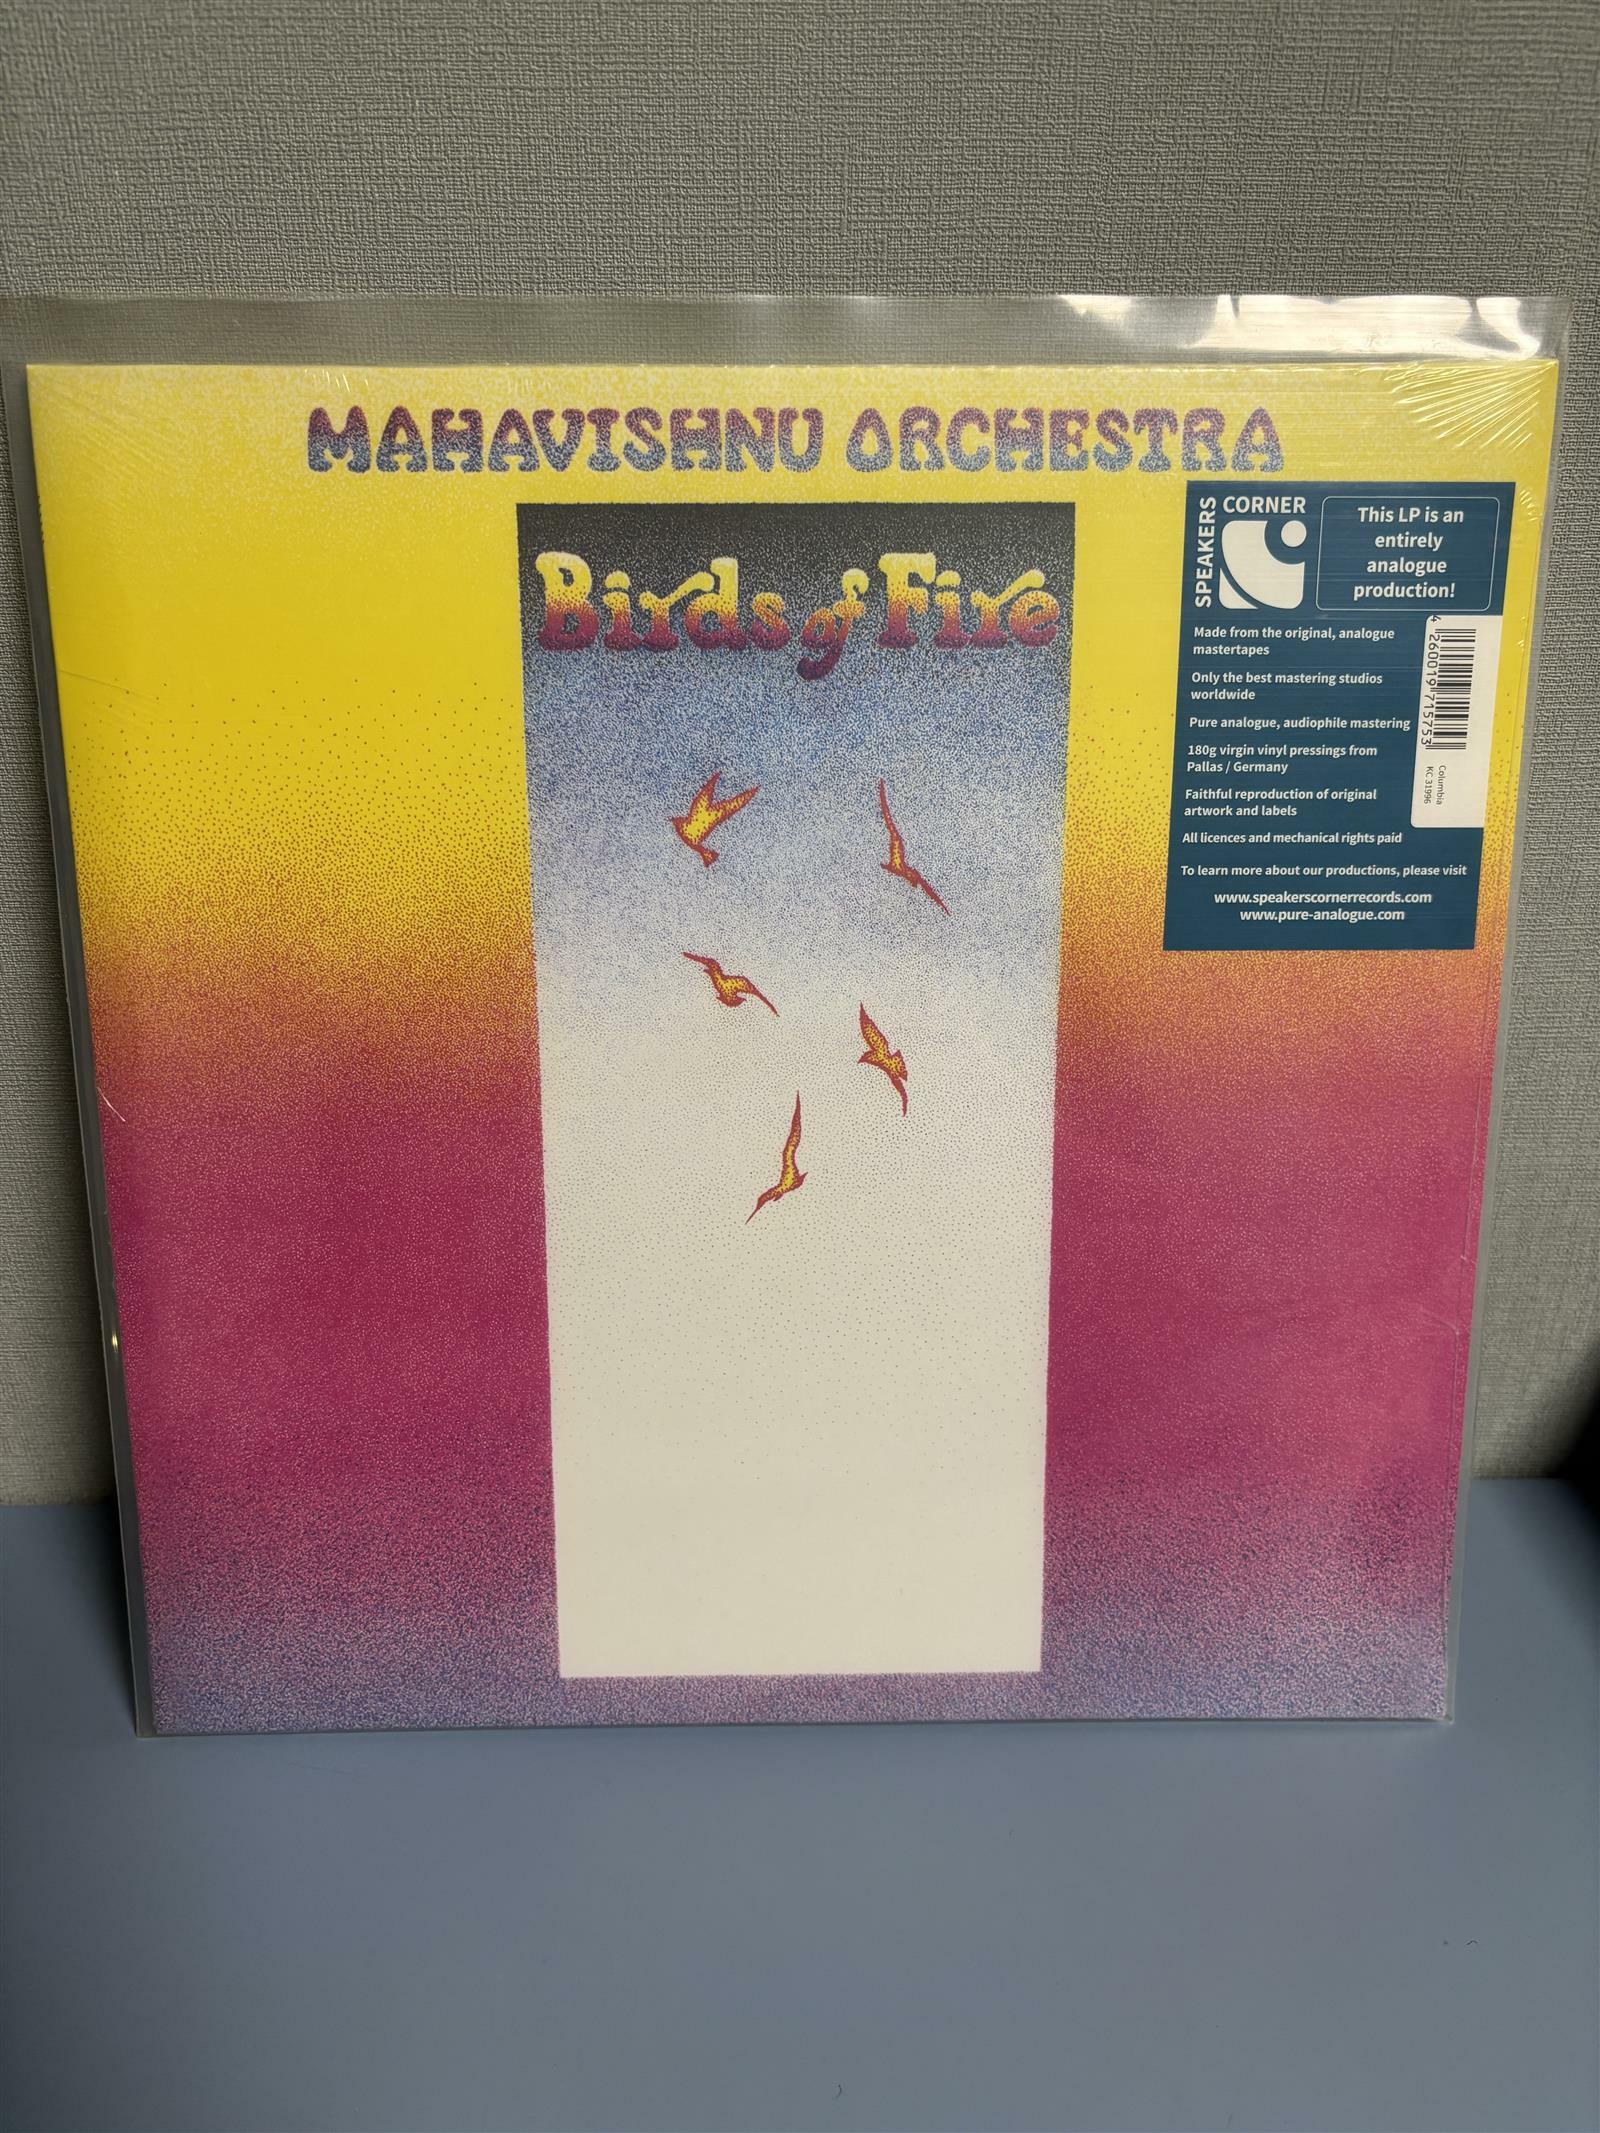 MAHAVISHNU ORCHESTRA
Birds of Fire
SPEAKERS
CORNER
This LP is an
entirely
analogue
production!
Made from the original, analogue
mastertapes
Only the best mastering studios
worldwide
Pure analogue, audiophile mastering
180g virgin vinyl pressings from
Pallas / Germany
Faithful reproduction of original
artwork and labels
All licences and mechanical rights paid
To learn more about our productions, please visit
www.speakerscornerrecords.com
www.pure-analogue.com
4 260019 715753
Columbia
KC 31996